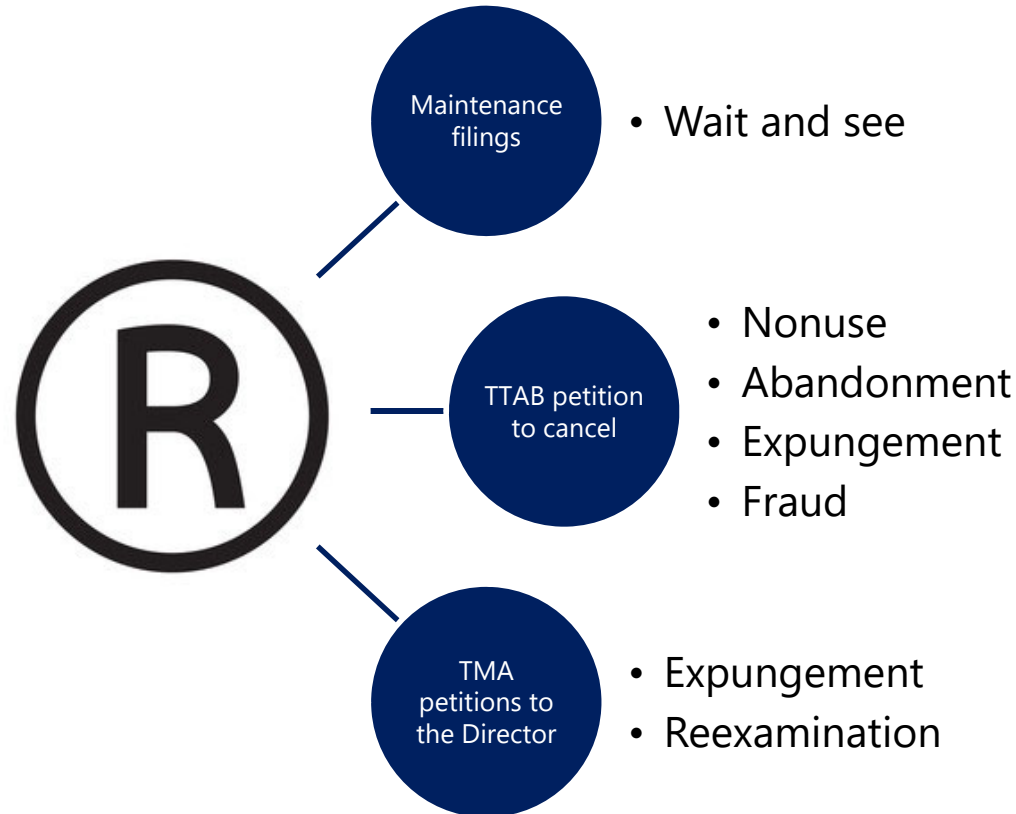 Maintenance
filings
• Wait and see
®
TTAB petition
to cancel
• Nonuse
• Abandonment
• Expungement
• Fraud
TMA
petitions to
the Director
• Expungement
• Reexamination